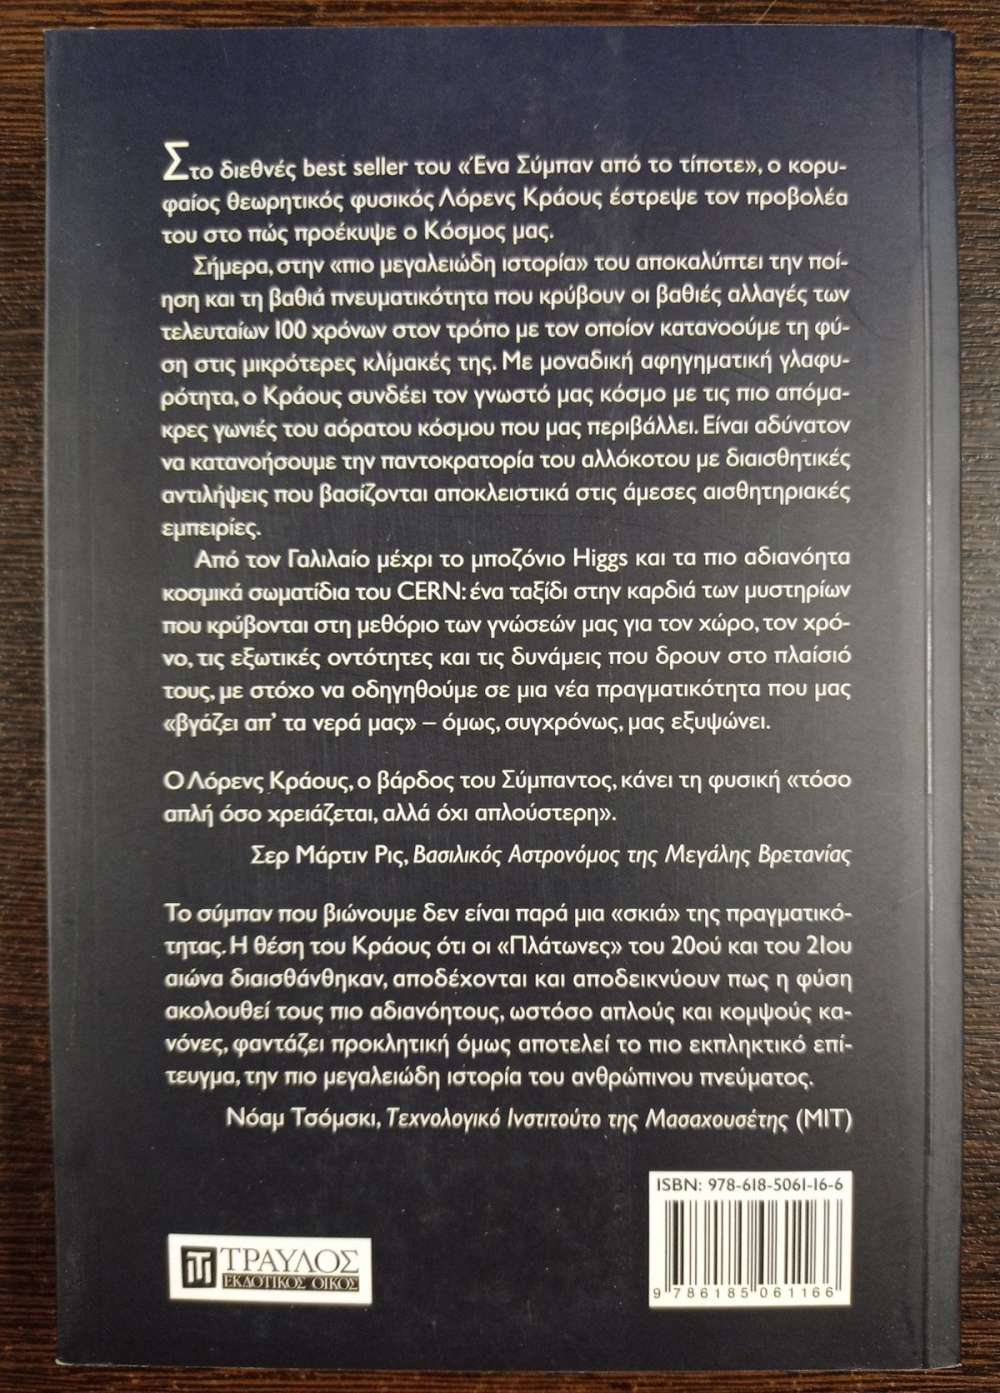 Στο διεθνές best seller του «Ένα Σύμπαν από το τίποτε», ο κορυ-
φαίος θεωρητικός φυσικός Λόρενς Κράους έστρεψε τον προβολέα
του στο πώς προέκυψε ο Κόσμος μας.
Σήμερα, στην «πιο μεγαλειώδη ιστορία» του αποκαλύπτει την ποί-
ηση και τη βαθιά πνευματικότητα που κρύβουν οι βαθιές αλλαγές των
τελευταίων 100 χρόνων στον τρόπο με τον οποίον κατανοούμε τη φύ-
ση στις μικρότερες κλίμακές της. Με μοναδική αφηγηματική γλαφυ-
ρότητα, ο Κράους συνδέει τον γνωστό μας κόσμο με τις πιο απόμα-
κρες γωνιές του αόρατου κόσμου που μας περιβάλλει. Είναι αδύνατον
να κατανοήσουμε την παντοκρατορία του αλλόκοτου με διαισθητικές
αντιλήψεις που βασίζονται αποκλειστικά στις άμεσες αισθητηριακές
εμπειρίες.
Από τον Γαλιλαίο μέχρι το μποζόνιο Higgs και τα πιο αδιανόητα
κοσμικά σωματίδια του CERN: ένα ταξίδι στην καρδιά των μυστηρίων
που κρύβονται στη μεθόριο των γνώσεών μας για τον χώρο, τον χρό-
νο, τις εξωτικές οντότητες και τις δυνάμεις που δρουν στο πλαίσιό
τους, με στόχο να οδηγηθούμε σε μια νέα πραγματικότητα που μας
«βγάζει απ' τα νερά μας» – όμως, συγχρόνως, μας εξυψώνει.
Ο Λόρενς Κράους, ο βάρδος του Σύμπαντος, κάνει τη φυσική «τόσο
απλή όσο χρειάζεται, αλλά όχι απλούστερη».
Σερ Μάρτιν Ρις, Βασιλικός Αστρονόμος της Μεγάλης Βρετανίας
Το σύμπαν που βιώνουμε δεν είναι παρά μια «σκιά» της πραγματικό-
τητας. Η θέση του Κράους ότι οι «Πλάτωνες» του 20ού και του 21ου
αιώνα διαισθάνθηκαν, αποδέχονται και αποδεικνύουν πως η φύση
ακολουθεί τους πιο αδιανόητους, ωστόσο απλούς και κομψούς κα-
νόνες, φαντάζει προκλητική όμως αποτελεί το πιο εκπληκτικό επί-
τευγμα, την πιο μεγαλειώδη ιστορία του ανθρώπινου πνεύματος.
Νόαμ Τσόμσκι, Τεχνολογικό Ινστιτούτο της Μασαχουσέτης (ΜΙΤ)
ISBN: 978-618-5061-16-6
9 786185 061166
ΤΡΑΥΛΟΣ
ΕΚΔΟΤΙΚΟΣ ΟΙΚΟΣ